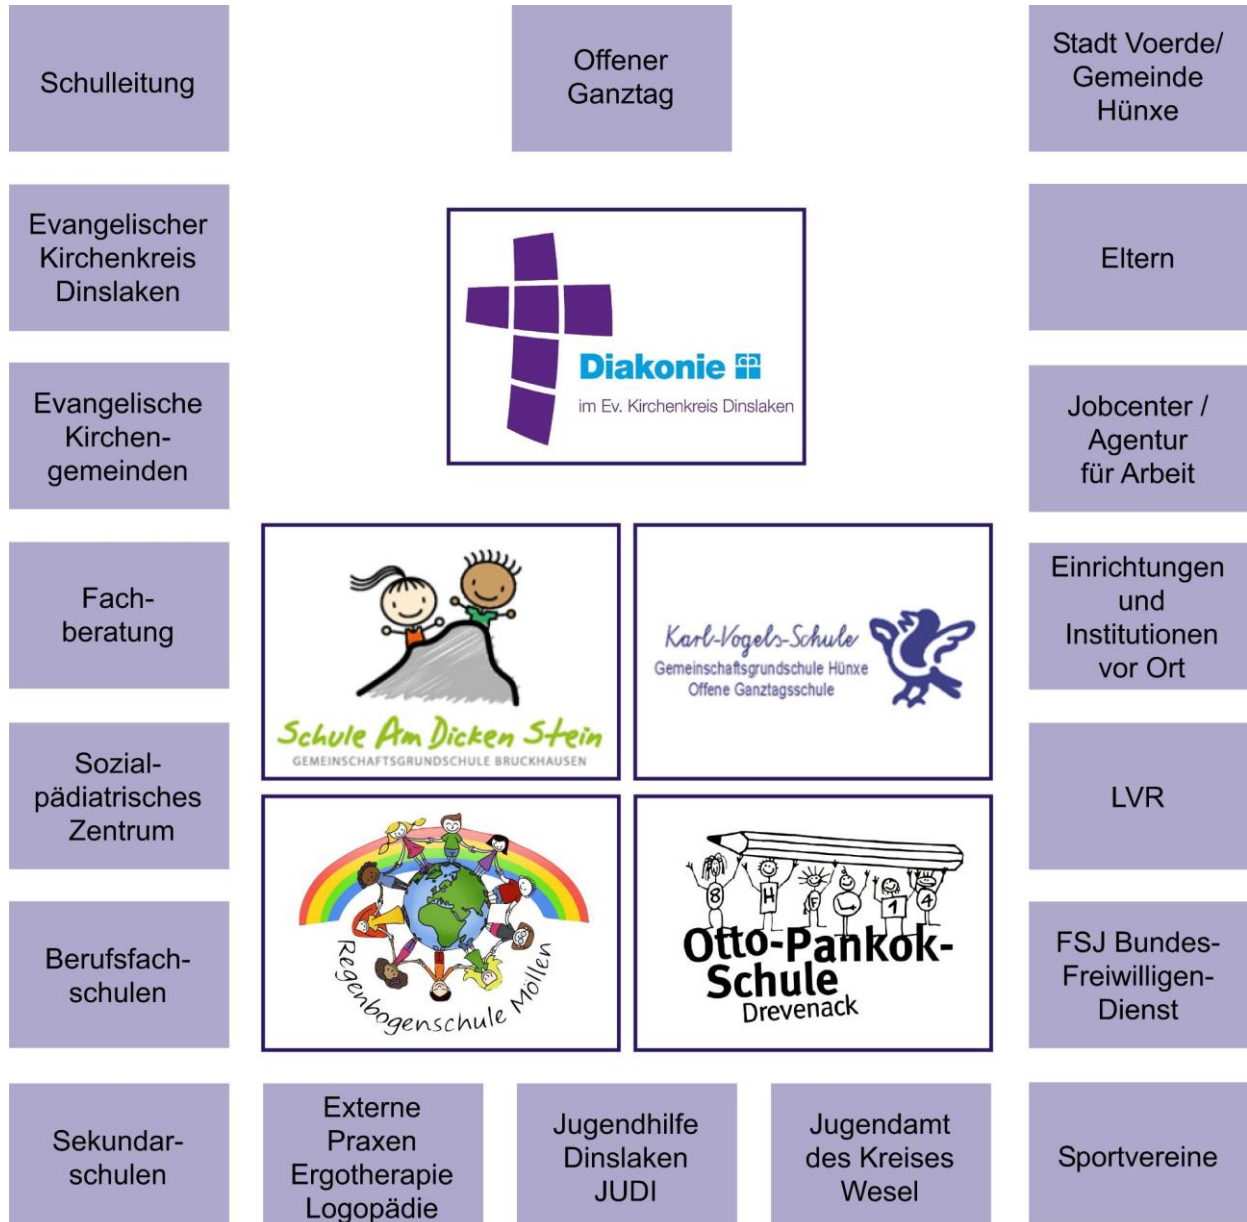 Schulleitung
Offener
Ganztag
Stadt Voerde/
Gemeinde
Hünxe
Evangelischer
Kirchenkreis
Dinslaken
Eltern
Diakonie
im Ev. Kirchenkreis Dinslaken
Evangelische
Kirchen-
gemeinden
Jobcenter /
Agentur
für Arbeit
Fach-
beratung
Schule Am Dicken Stein
GEMEINSCHAFTSGRUNDSCHULE BRUCKHAUSEN
Karl-Vogels-Schule
Gemeinschaftsgrundschule Hünxe
Offene Ganztagsschule
Einrichtungen
und
Institutionen
vor Ort
Sozial-
pädiatrisches
Zentrum
LVR
Berufsfach-
schulen
Regenbogenschule Möllen
8 H F 1 4
Otto-Pankok-
Schule
Drevenack
FSJ Bundes-
Freiwilligen-
Dienst
Sekundar-
schulen
Externe
Praxen
Ergotherapie
Logopädie
Jugendhilfe
Dinslaken
JUDI
Jugendamt
des Kreises
Wesel
Sportvereine